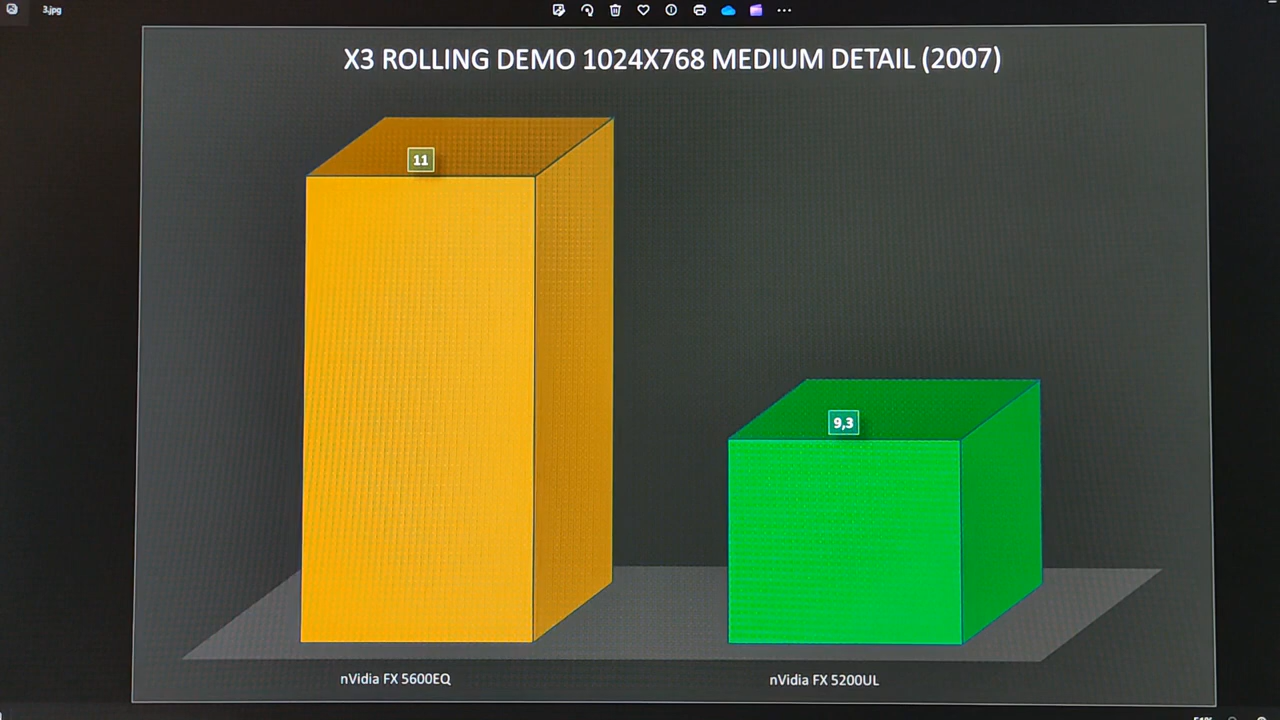 3.jpg
X3 ROLLING DEMO 1024X768 MEDIUM DETAIL (2007)
11
9,3
nVidia FX 5600EQ
nVidia FX 5200UL